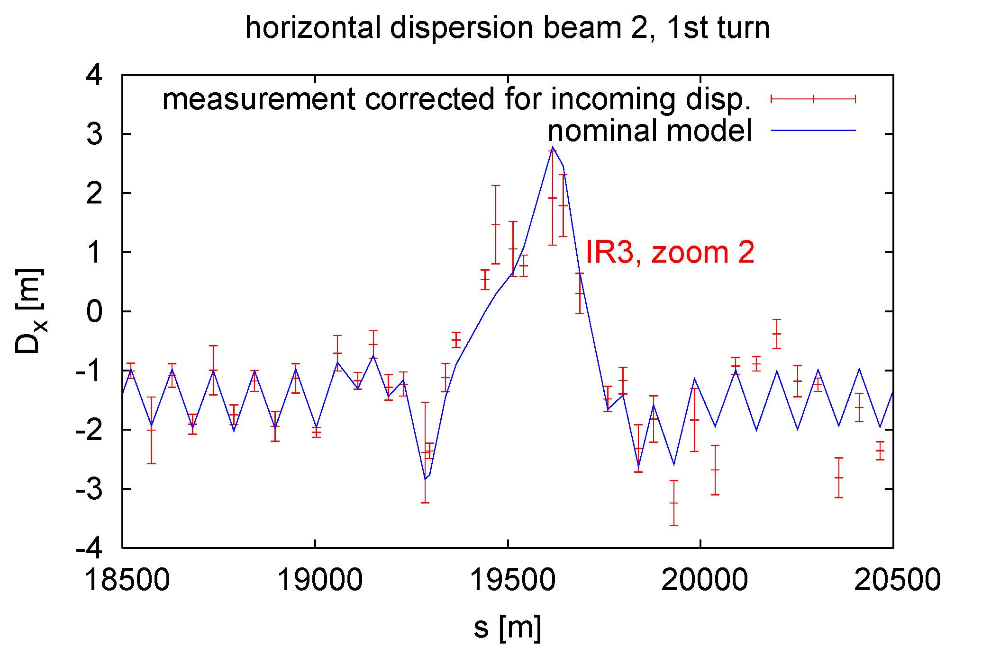 horizontal dispersion beam 2, 1st turn
4
measurement corrected for incoming disp.
nominal model
3
2
1
IR3, zoom 2
0
Dx [m]
-1
-2
-3
-4
18500 19000 19500 20000 20500
s [m]